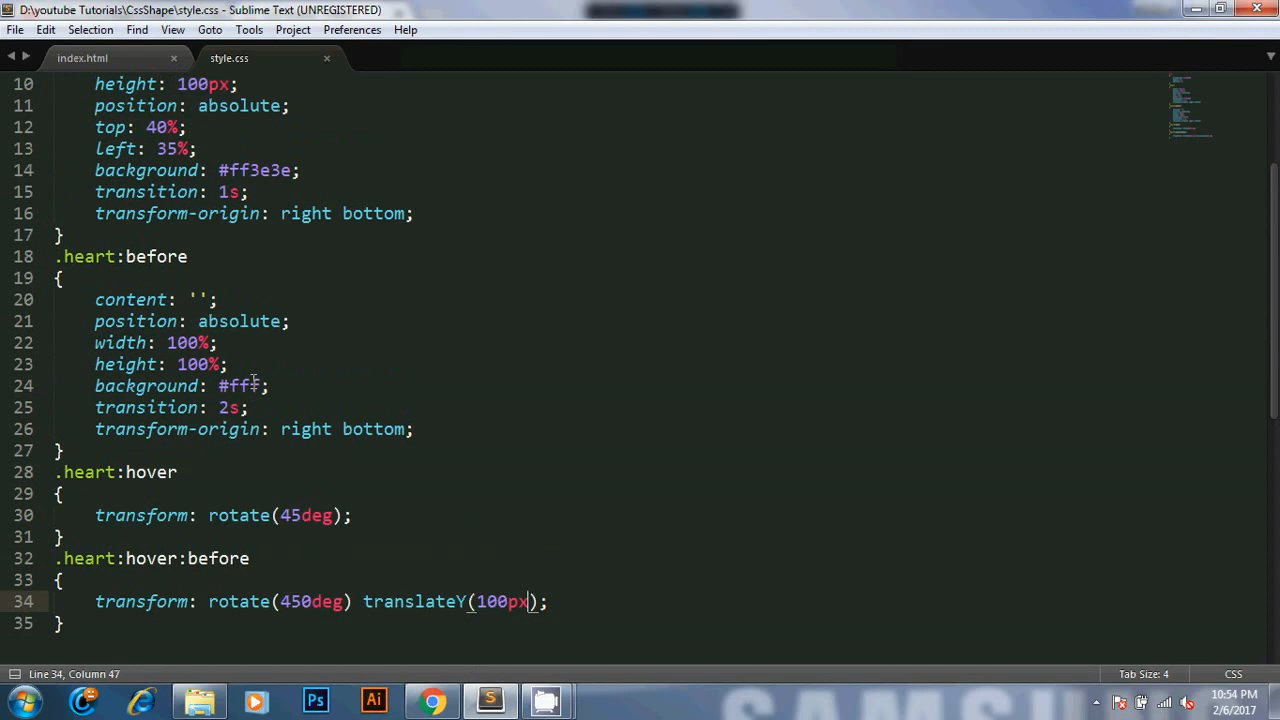 D:\youtube Tutorials\CssShape\style.css - Sublime Text (UNREGISTERED)
File Edit Selection Find View Goto Tools Project Preferences Help
index.html × style.css ×
10 height: 100px;
11 position: absolute;
12 top: 40%;
13 left: 35%;
14 background: #ff3e3e;
15 transition: 1s;
16 transform-origin: right bottom;
17 }
18 .heart:before
19 {
20 content: '';
21 position: absolute;
22 width: 100%;
23 height: 100%;
24 background: #fff;
25 transition: 2s;
26 transform-origin: right bottom;
27 }
28 .heart:hover
29 {
30 transform: rotate(45deg);
31 }
32 .heart:hover:before
33 {
34 transform: rotate(450deg) translateY(100px);
35 }
Line 34, Column 47 Tab Size: 4 CSS
Ps Ai S 10:54 PM
2/6/2017